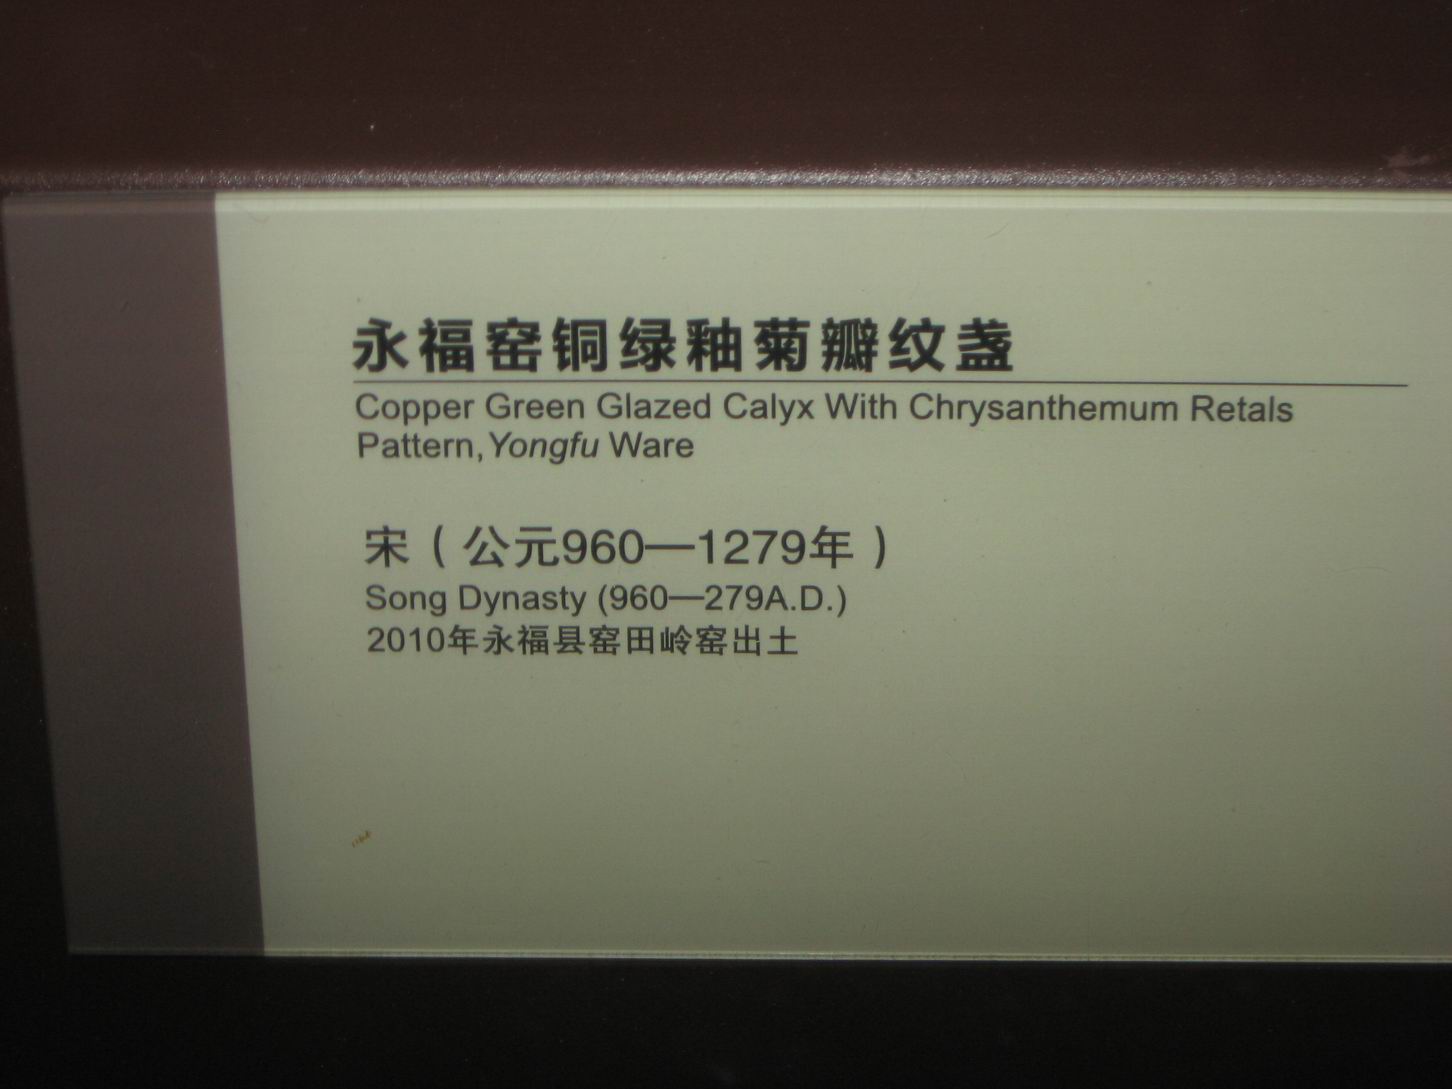 永福窑铜绿釉菊瓣纹盏
Copper Green Glazed Calyx With Chrysanthemum Retals
Pattern, Yongfu Ware
宋（公元960—1279年）
Song Dynasty (960—279A.D.)
2010年永福县窑田岭窑出土